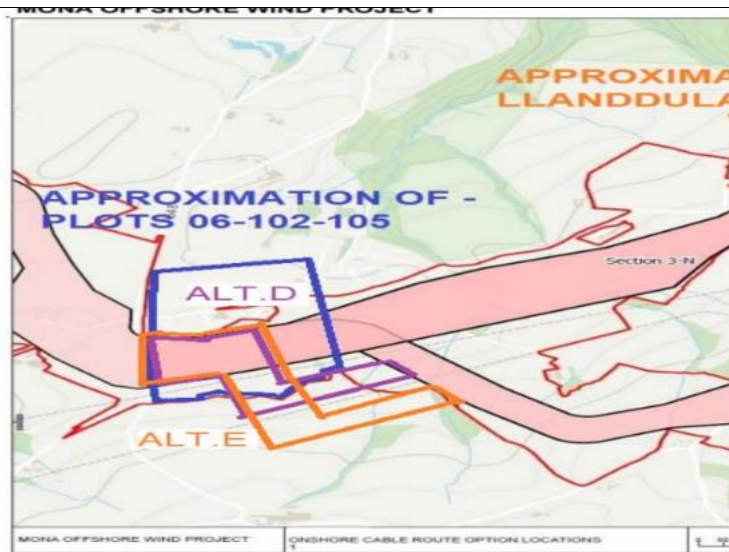 MONA OFFSHORE WIND PROJECT
APPROXIMA
LLANDDULA
APPROXIMATION OF -
PLOTS 06-102-105
ALT.D
Section 3-N
ALT.E
MONA OFFSHORE WIND PROJECT
ONSHORE CABLE ROUTE OPTION LOCATIONS
1